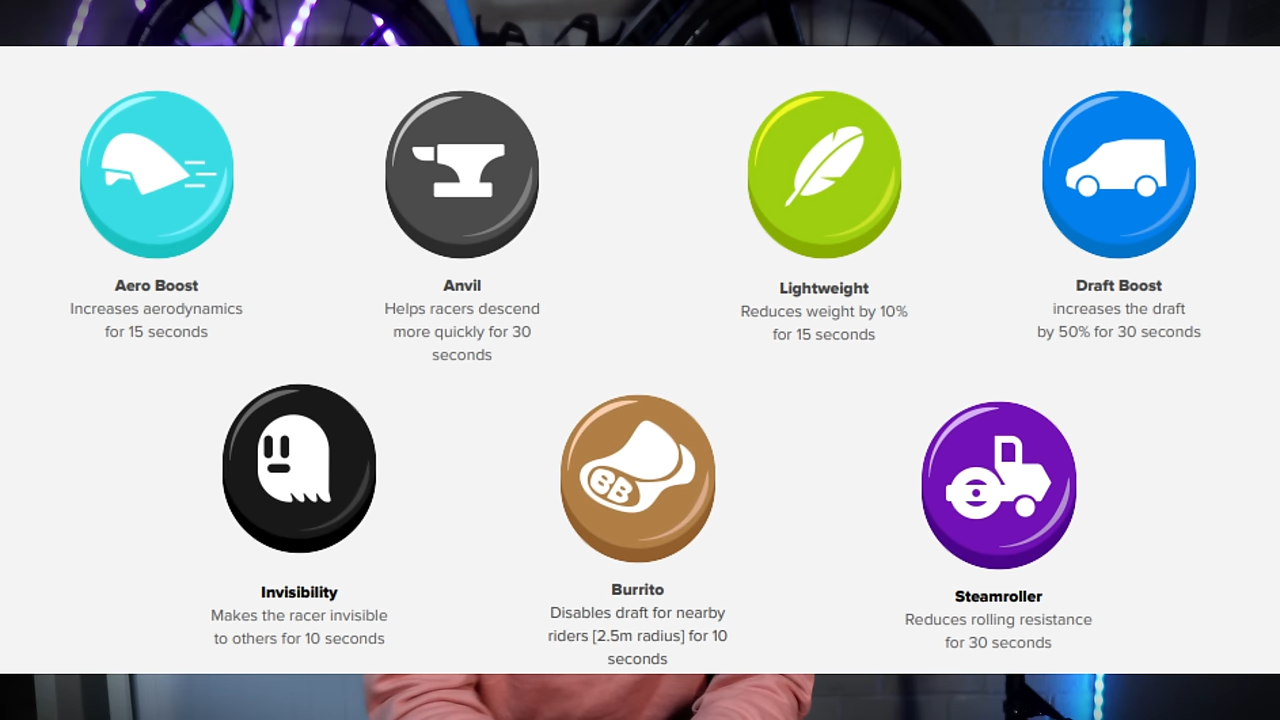 Aero Boost
Increases aerodynamics
for 15 seconds
Anvil
Helps racers descend
more quickly for 30
seconds
Lightweight
Reduces weight by 10%
for 15 seconds
Draft Boost
increases the draft
by 50% for 30 seconds
Invisibility
Makes the racer invisible
to others for 10 seconds
BB
Burrito
Disables draft for nearby
riders [2.5m radius] for 10
seconds
Steamroller
Reduces rolling resistance
for 30 seconds